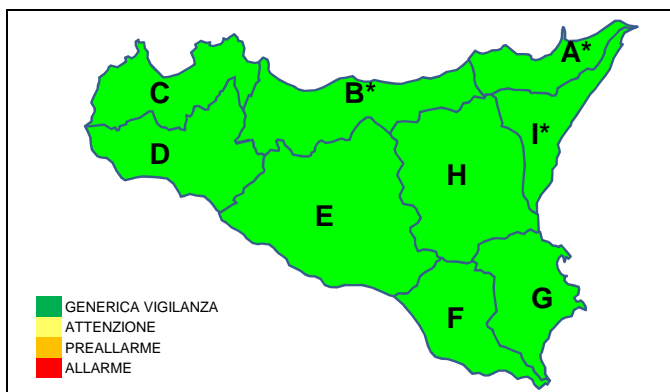 A*
C
B*
I*
D
H
E
G
F
GENERICA VIGILANZA
ATTENZIONE
PREALLARME
ALLARME